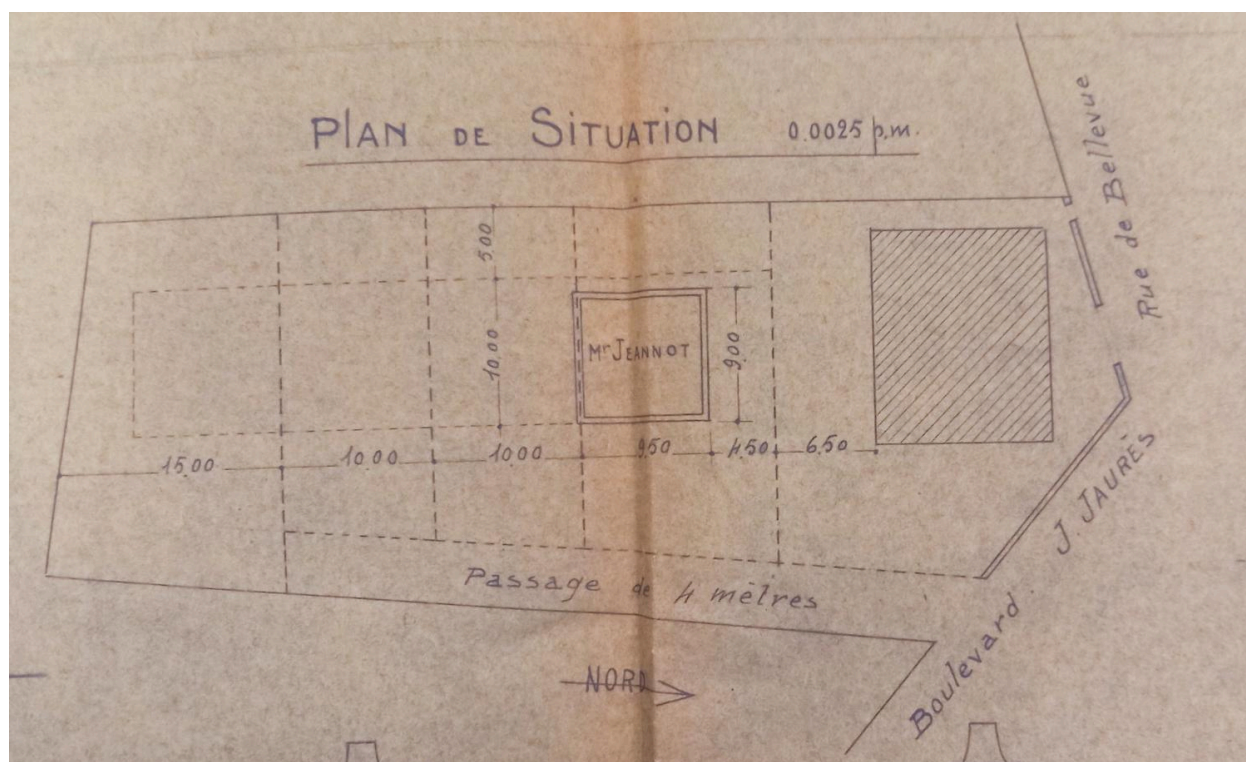 PLAN DE SITUATION 0.0025 p.m.
Rue de Bellevue
5.00
10.00
Mr JEANNOT
9.00
15.00 10.00 10.00 9.50 4.50 6.50
J. JAURÈS
Boulevard
Passage de 4 mètres
NORD